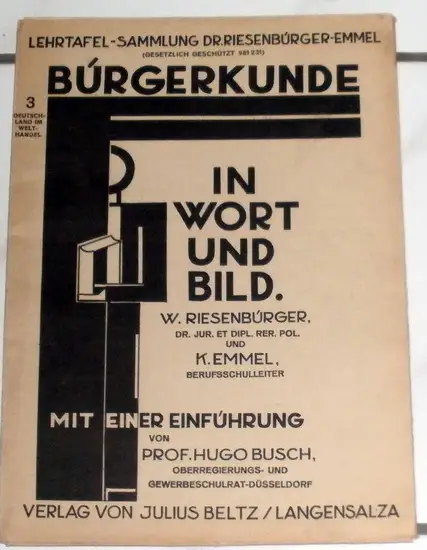 LEHRTAFEL-SAMMLUNG DR. RIESENBÜRGER-EMMEL
(GESETZLICH GESCHÜTZT 981 231)
BÜRGERKUNDE
3
DEUTSCH-
LAND IM
WELT-
HANDEL
IN
WORT
UND
BILD.
W. RIESENBÜRGER,
DR. JUR. ET DIPL. RER. POL.
UND
K. EMMEL,
BERUFSSCHULLEITER
MIT EINER EINFÜHRUNG
VON
PROF. HUGO BUSCH,
OBERREGIERUNGS- UND
GEWERBESCHULRAT-DÜSSELDORF
VERLAG VON JULIUS BELTZ / LANGENSALZA